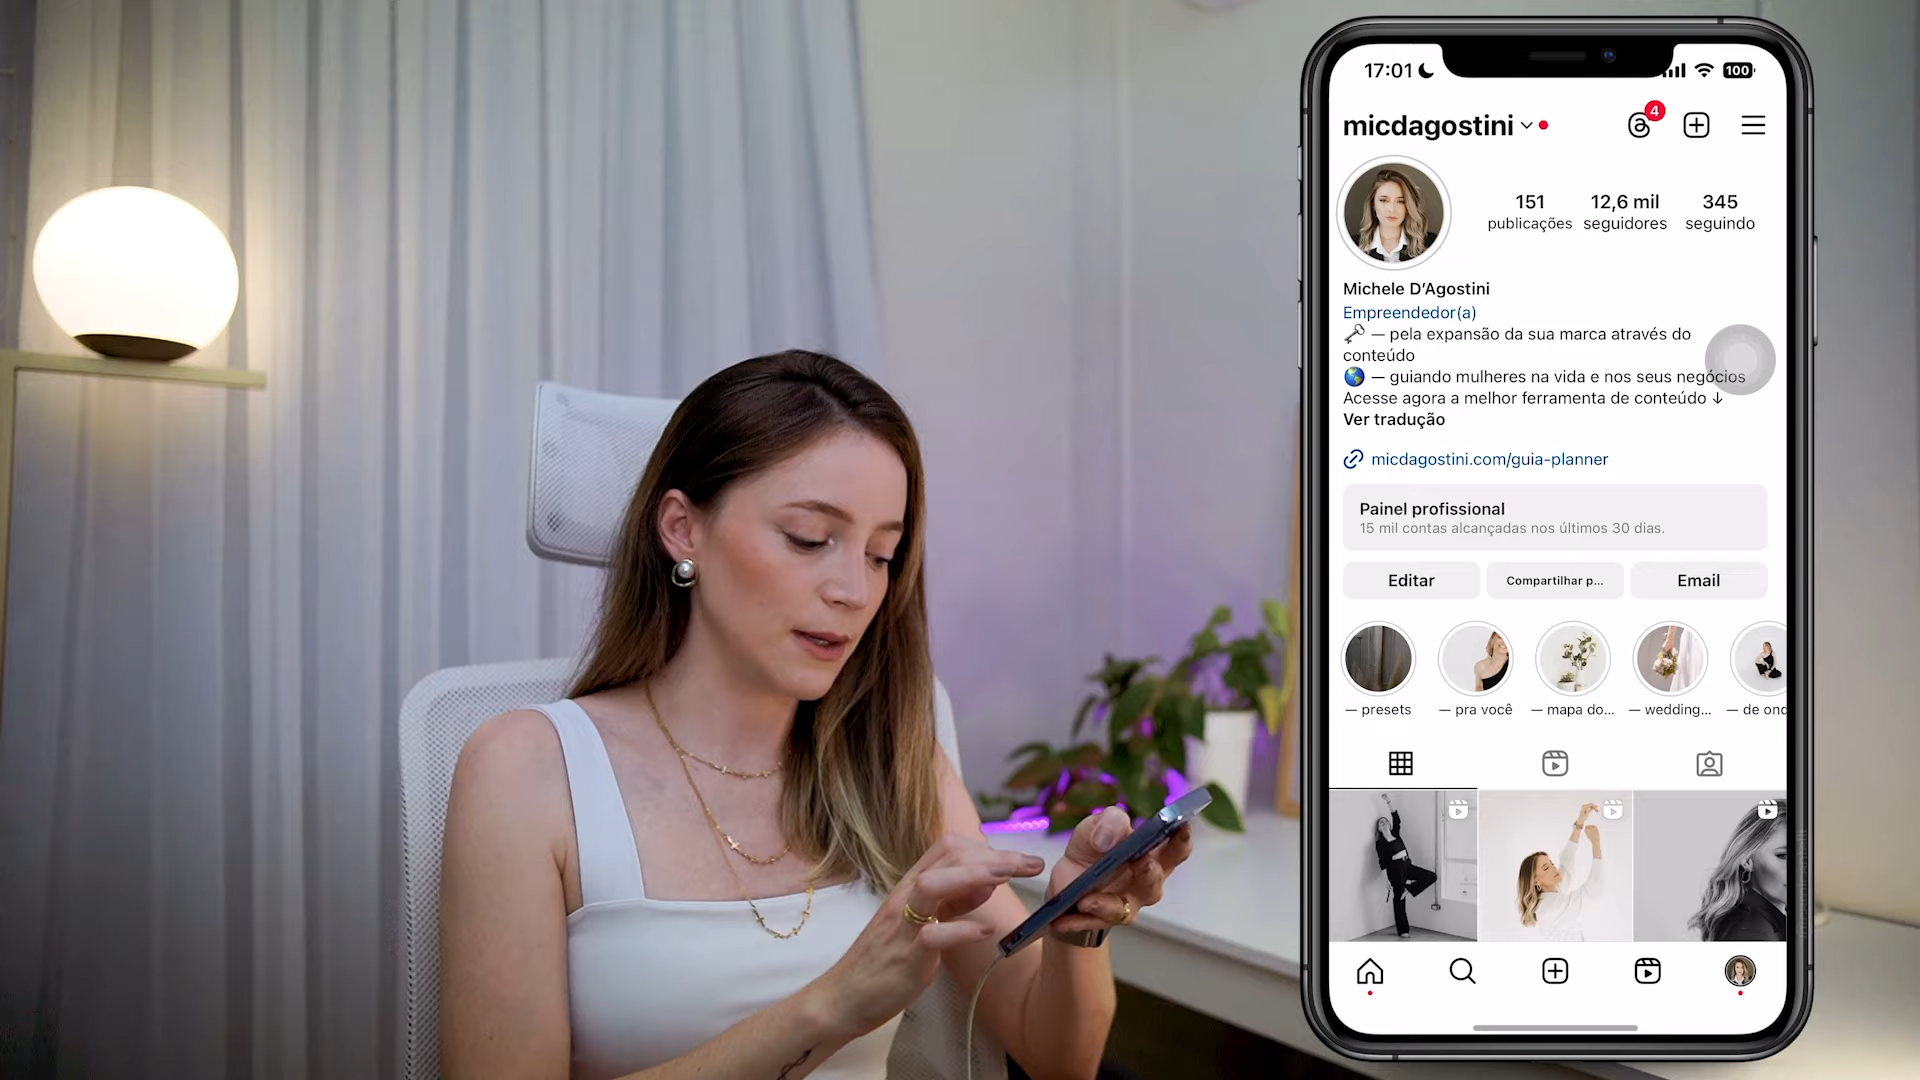 17:01
100
micdagostini
4
151
publicações
12,6 mil
seguidores
345
seguindo
Michele D'Agostini
Empreendedor(a)
— pela expansão da sua marca através do
conteúdo
— guiando mulheres na vida e nos seus negócios
Acesse agora a melhor ferramenta de conteúdo ↓
Ver tradução
micdagostini.com/guia-planner
Painel profissional
15 mil contas alcançadas nos últimos 30 dias.
Editar
Compartilhar p...
Email
— presets
— pra você
— mapa do...
— wedding...
— de ond